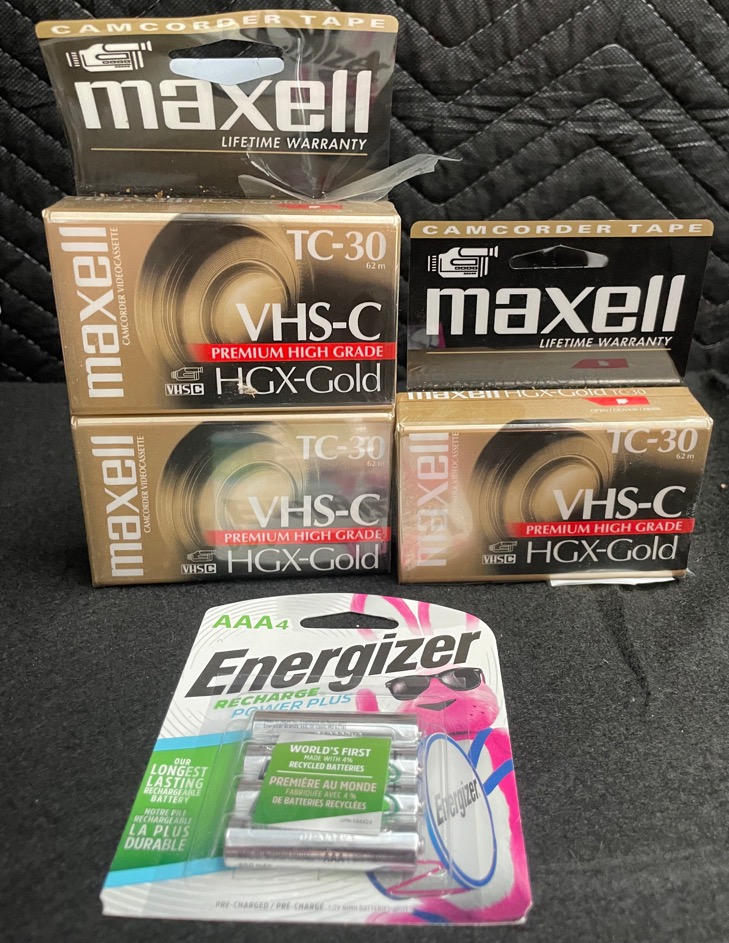 CAMCORDER TAPE
maxell
LIFETIME WARRANTY
maxell
CAMCORDER VIDEOCASSETTE
TC-30
62 m
VHS-C
PREMIUM HIGH GRADE
VHS C
HGX-Gold
maxell
CAMCORDER VIDEOCASSETTE
TC-30
62 m
VHS-C
PREMIUM HIGH GRADE
VHS C
HGX-Gold
CAMCORDER TAPE
maxell
LIFETIME WARRANTY
maxell HGX-Gold TC-30
maxell
TC-30
62 m
VHS-C
PREMIUM HIGH GRADE
VHS C
HGX-Gold
AAA4
Energizer
RECHARGE
POWER PLUS
OUR
LONGEST
LASTING
RECHARGEABLE
BATTERY
NOTRE PILE
RECHARGEABLE
LA PLUS
DURABLE
WORLD'S FIRST
MADE WITH 4%
RECYCLED BATTERIES
PREMIÈRE AU MONDE
FABRIQUÉE AVEC 4 %
DE BATTERIES RECYCLÉES
AAA
Energizer
PRE-CHARGED / PRÉ-CHARGÉ